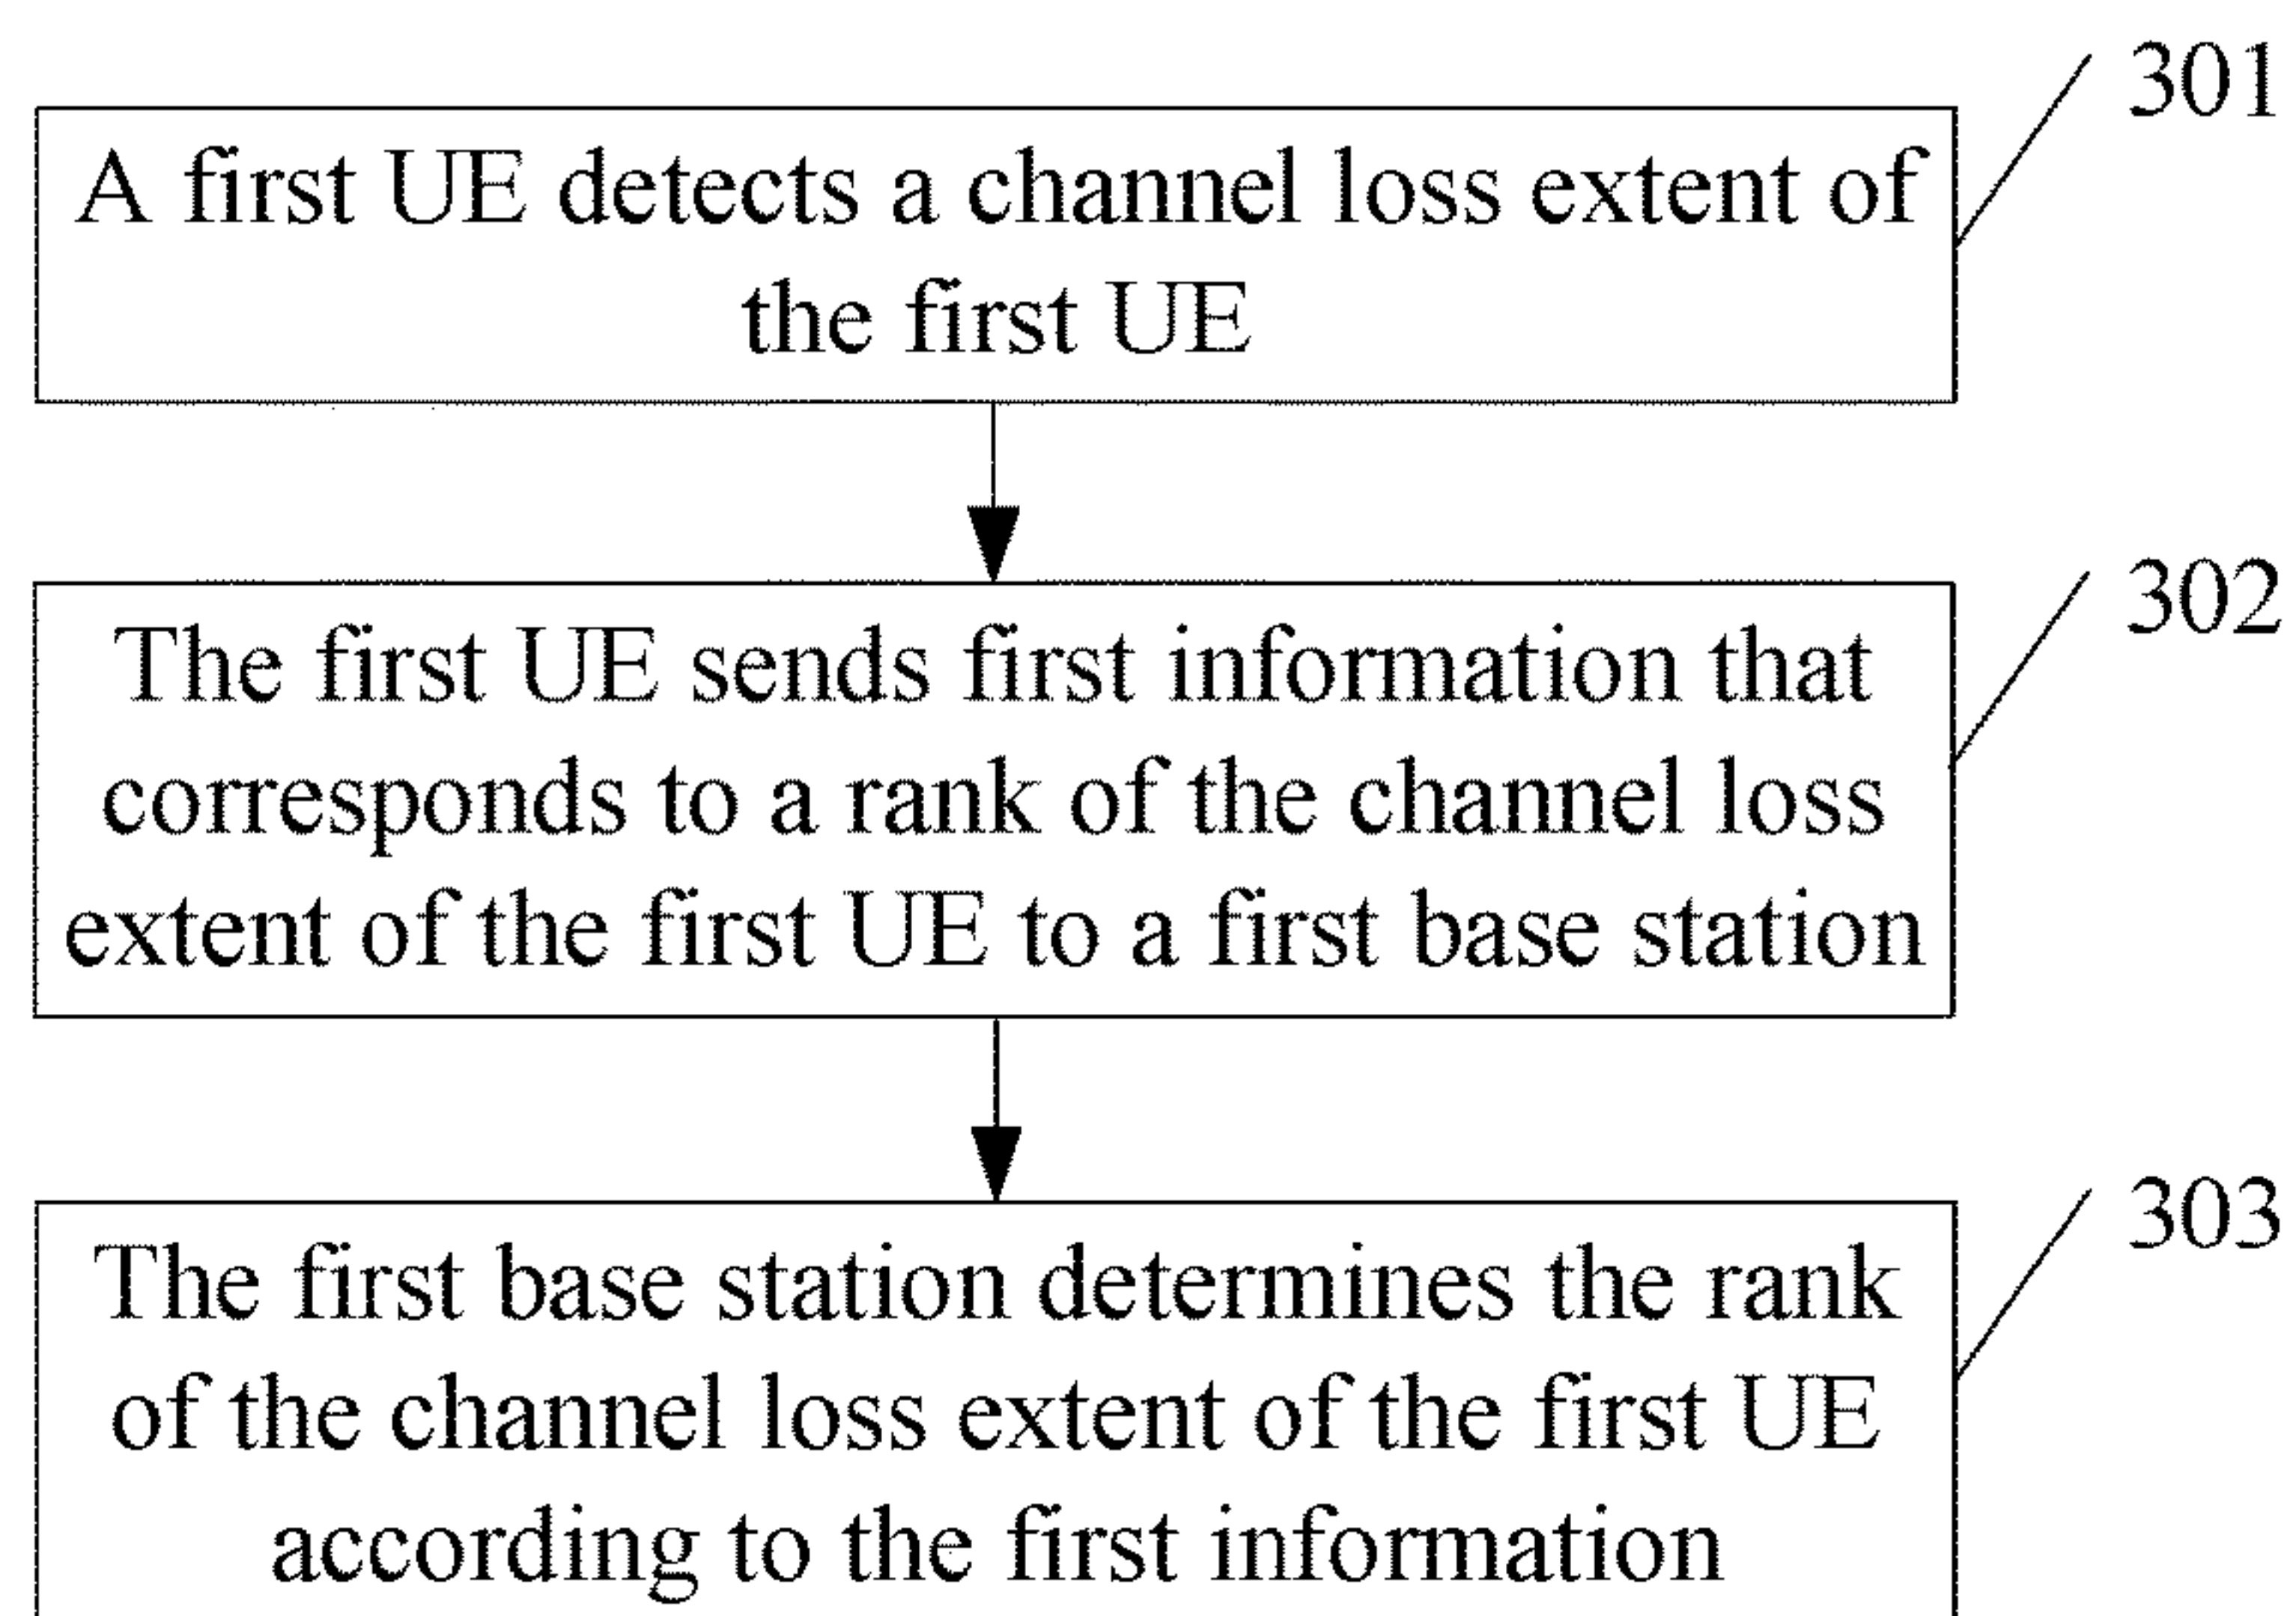 301
A first UE detects a channel loss extent of
the first UE
302
The first UE sends first information that
corresponds to a rank of the channel loss
extent of the first UE to a first base station
303
The first base station determines the rank
of the channel loss extent of the first UE
according to the first information